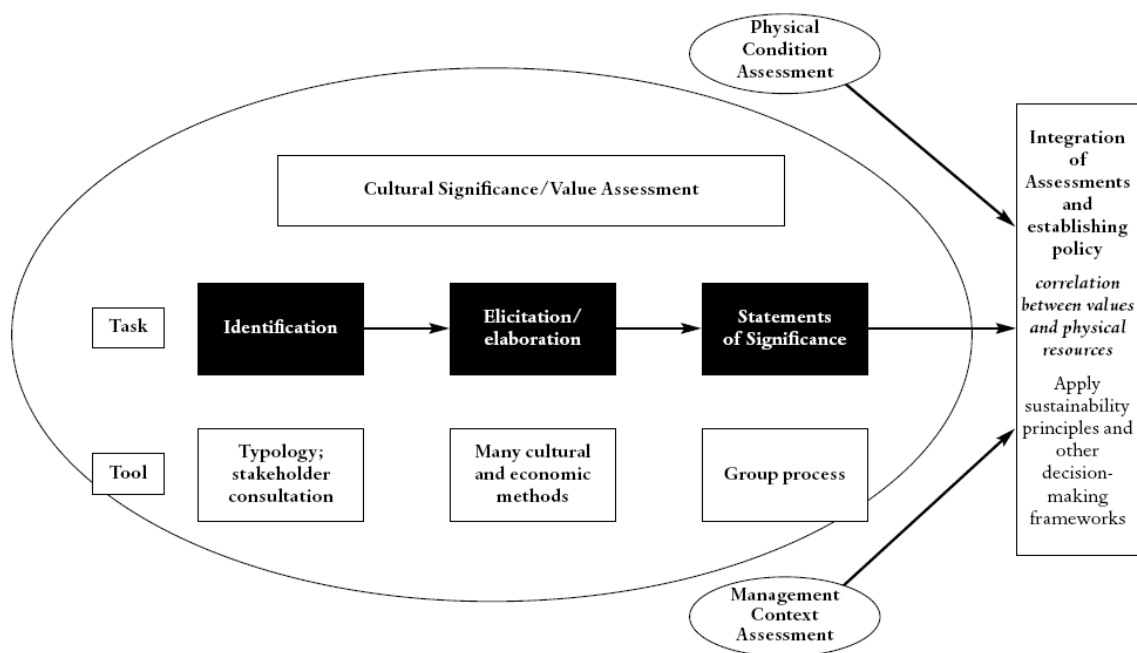 Physical
Condition
Assessment
Cultural Significance/Value Assessment
Task
Identification
Elicitation/
elaboration
Statements
of Significance
Tool
Typology;
stakeholder
consultation
Many cultural
and economic
methods
Group process
Management
Context
Assessment
Integration
of
Assessments
and
establishing
policy
correlation
between values
and physical
resources
Apply
sustainability
principles and
other
decision-
making
frameworks